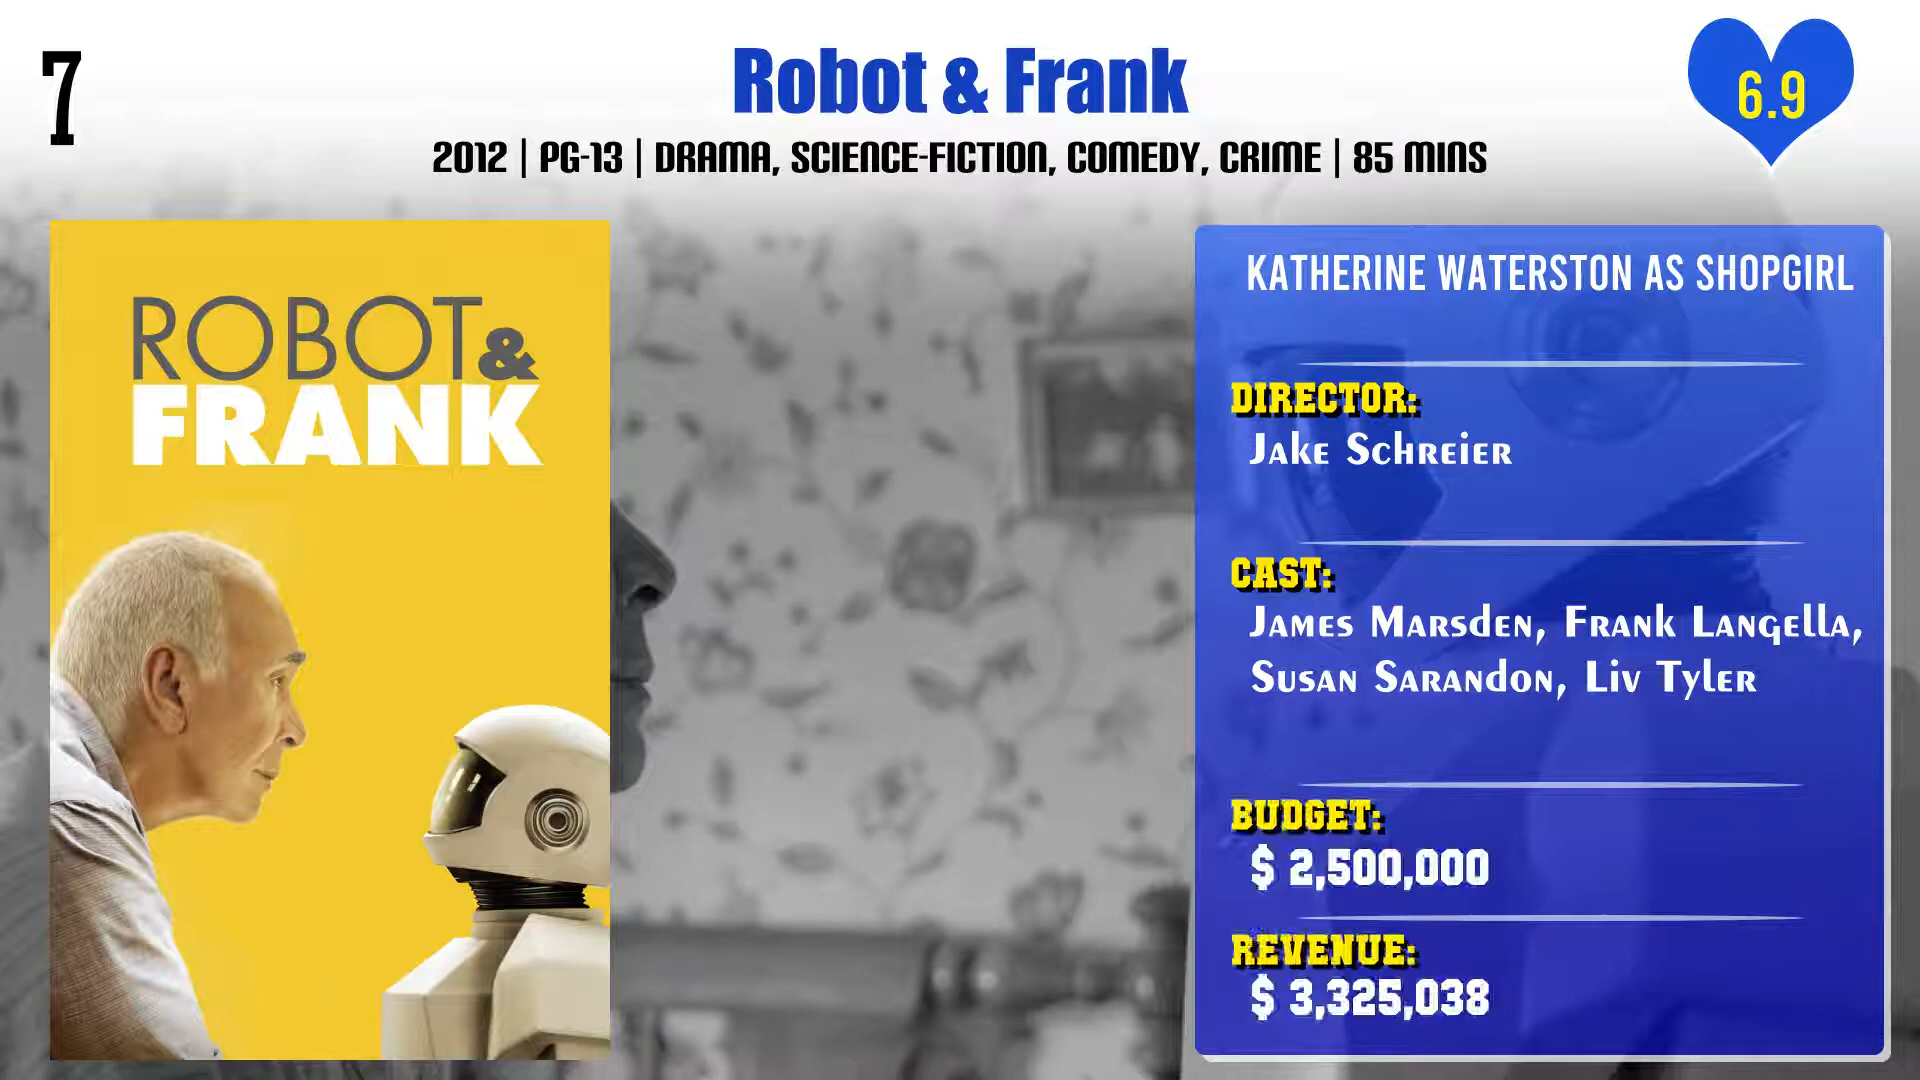 7
Robot & Frank
6.9
2012 | PG-13 | DRAMA, SCIENCE-FICTION, COMEDY, CRIME | 85 MINS
ROBOT&
FRANK
KATHERINE WATERSTON AS SHOPGIRL
DIRECTOR:
Jake Schreier
CAST:
James Marsden, Frank Langella,
Susan Sarandon, Liv Tyler
BUDGET:
$ 2,500,000
REVENUE:
$ 3,325,038